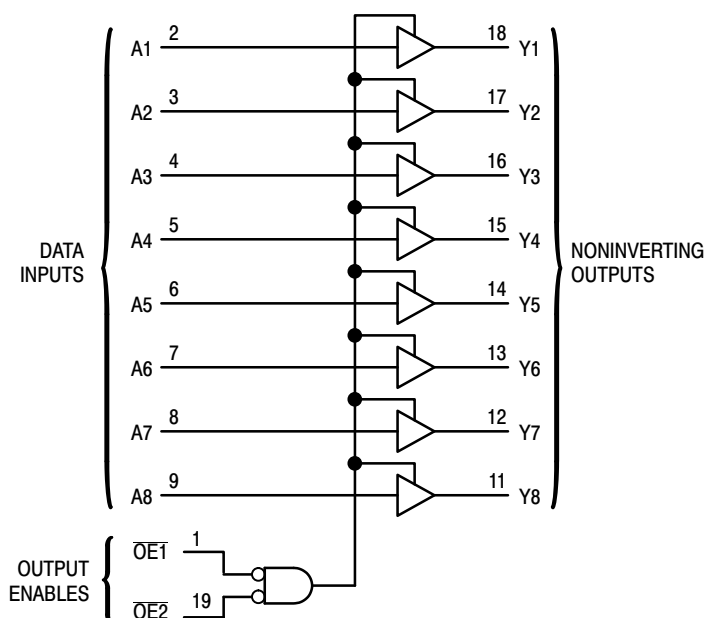 A1 2 18 Y1
A2 3 17 Y2
A3 4 16 Y3
A4 5 15 Y4
DATA
INPUTS
NONINVERTING
OUTPUTS
A5 6 14 Y5
A6 7 13 Y6
A7 8 12 Y7
A8 9 11 Y8
OUTPUT
ENABLES
OE1 1
OE2 19